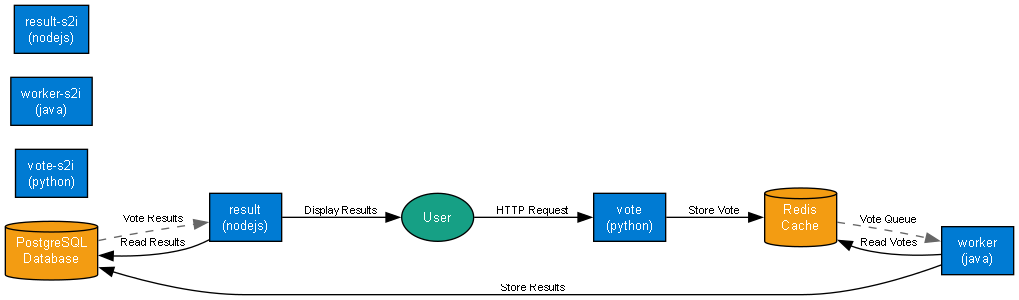 result-s2i
(nodejs)
worker-s2i
(java)
vote-s2i
(python)
PostgreSQL
Database
Vote Results
Read Results
result
(nodejs)
Display Results
User
HTTP Request
vote
(python)
Store Vote
Redis
Cache
Vote Queue
Read Votes
worker
(java)
Store Results